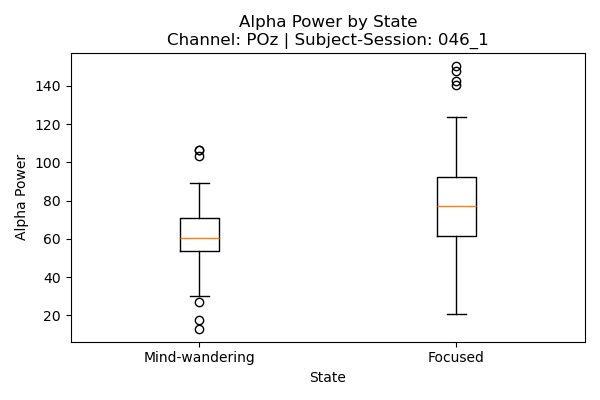 Alpha Power by State
Channel: POz | Subject-Session: 046_1
Alpha Power
140
120
100
80
60
40
20
Mind-wandering
Focused
State